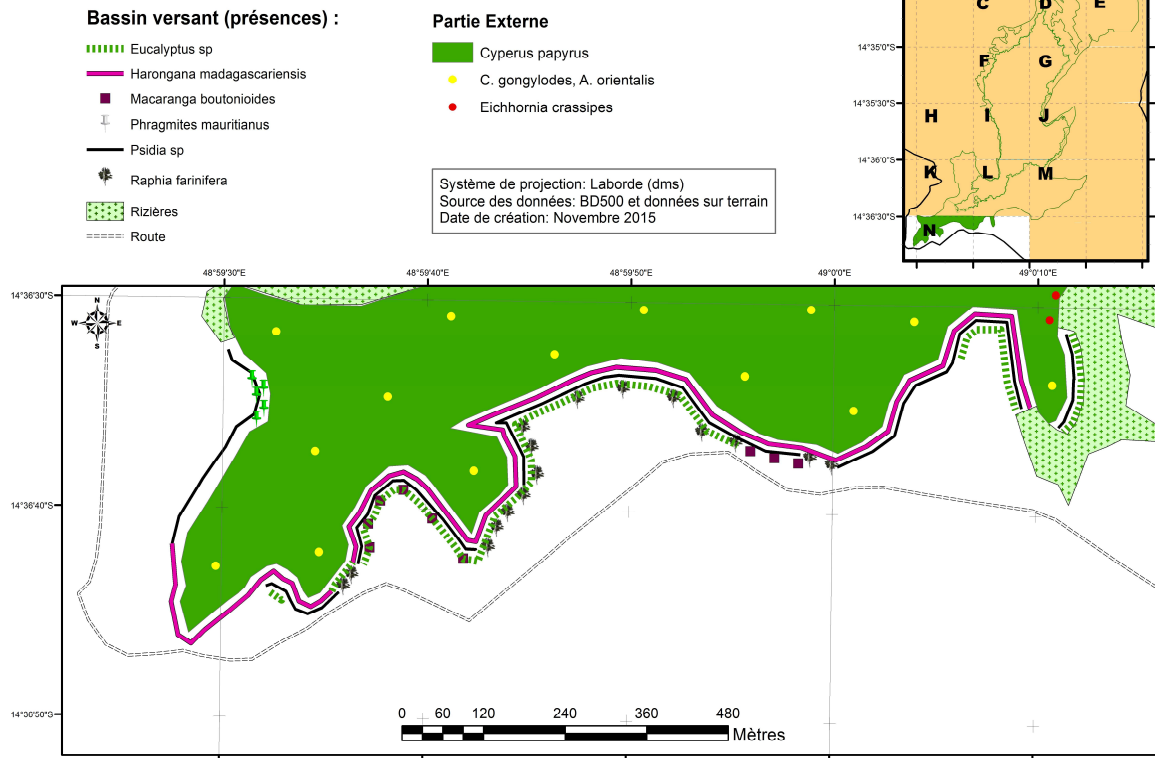 Bassin versant (présences) :
Eucalyptus sp
Harongana madagascariensis
Macaranga boutonioides
Phragmites mauritianus
Psidia sp
Raphia farinifera
Rizières
Route
Partie Externe
Cyperus papyrus
C. gongylodes, A. orientalis
Eichhornia crassipes
Système de projection: Laborde (dms)
Source des données: BD500 et données sur terrain
Date de création: Novembre 2015
C D E
14°35'0"S
F G
14°35'30"S
H I J
14°36'0"S
K L M
14°36'30"S
N
48°59'30"E 48°59'40"E 48°59'50"E 49°0'0"E 49°0'10"E
14°36'30"S
N
W E
S
14°36'40"S
14°36'50"S
0 60 120 240 360 480
Mètres